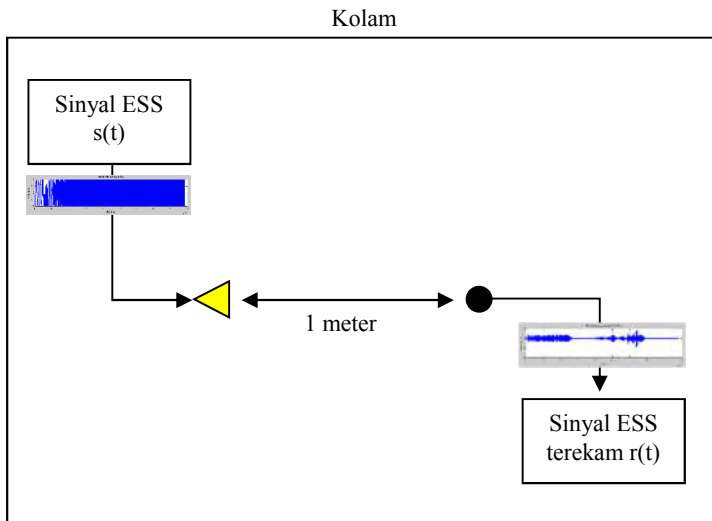 Kolam
Sinyal ESS
s(t)
1 meter
Sinyal ESS
terekam r(t)